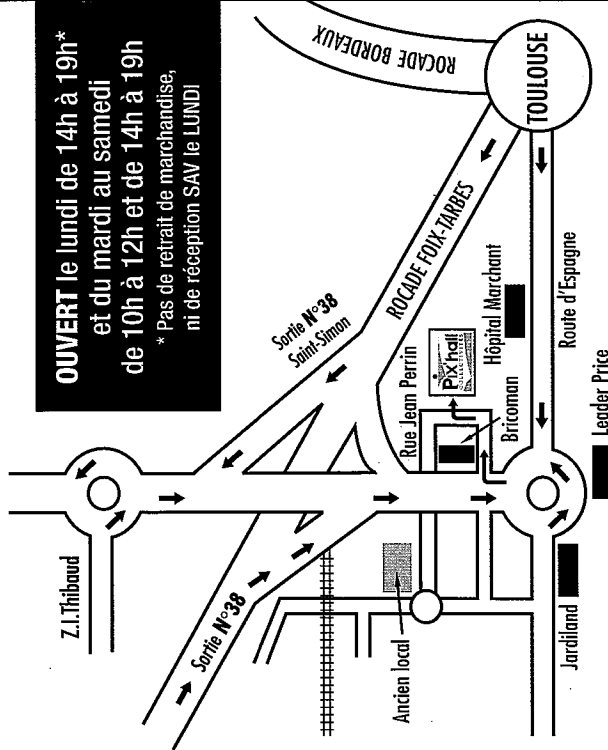 OUVERT le lundi de 14h à 19h*
et du mardi au samedi
de 10h à 12h et de 14h à 19h
* Pas de retrait de marchandise,
ni de réception SAV le LUNDI
ROCADE BORDEAUX
TOULOUSE
ROCADE FOIX-TARBES
Sortie N°38
Saint-Simon
Z.I.Thibaud
Sortie N°38
Rue Jean Perrin
Pix'hall
COLLECTIVITES
Hôpital Marchant
Bricoman
Route d'Espagne
Ancien local
Jardiland
Leader Price